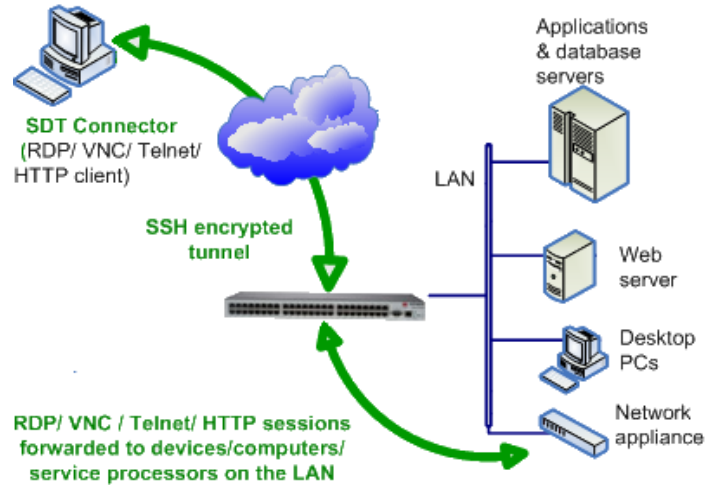 Applications
& database
servers
SDT Connector
(RDP/ VNC/ Telnet/
HTTP client)
LAN
SSH encrypted
tunnel
Web
server
Desktop
PCs
Network
appliance
RDP/ VNC / Telnet/ HTTP sessions
forwarded to devices/computers/
service processors on the LAN